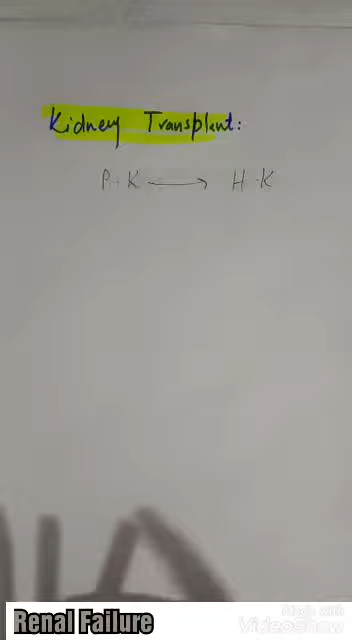 Kidney Transplant:
P.K → H.K
Renal Failure
Made with
VideoShow